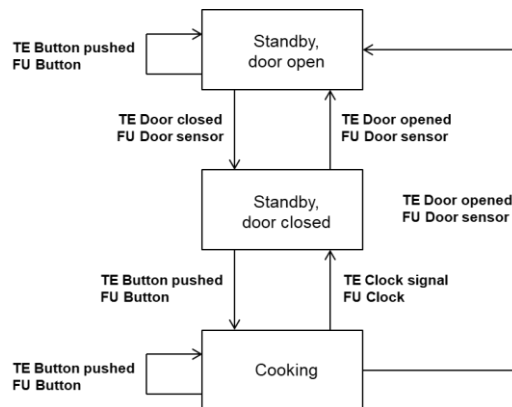 TE Button pushed
FU Button
Standby,
door open
TE Door closed
FU Door sensor
TE Door opened
FU Door sensor
Standby,
door closed
TE Door opened
FU Door sensor
TE Button pushed
FU Button
TE Clock signal
FU Clock
TE Button pushed
FU Button
Cooking